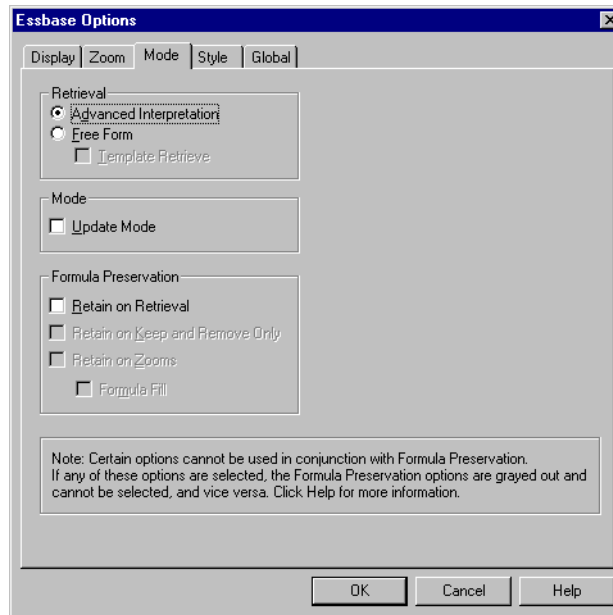 Essbase Options
Display Zoom Mode Style Global
Retrieval
Advanced Interpretation
Free Form
Template Retrieve
Mode
Update Mode
Formula Preservation
Retain on Retrieval
Retain on Keep and Remove Only
Retain on Zooms
Formula Fill
Note: Certain options cannot be used in conjunction with Formula Preservation.
If any of these options are selected, the Formula Preservation options are grayed out and
cannot be selected, and vice versa. Click Help for more information.
OK Cancel Help